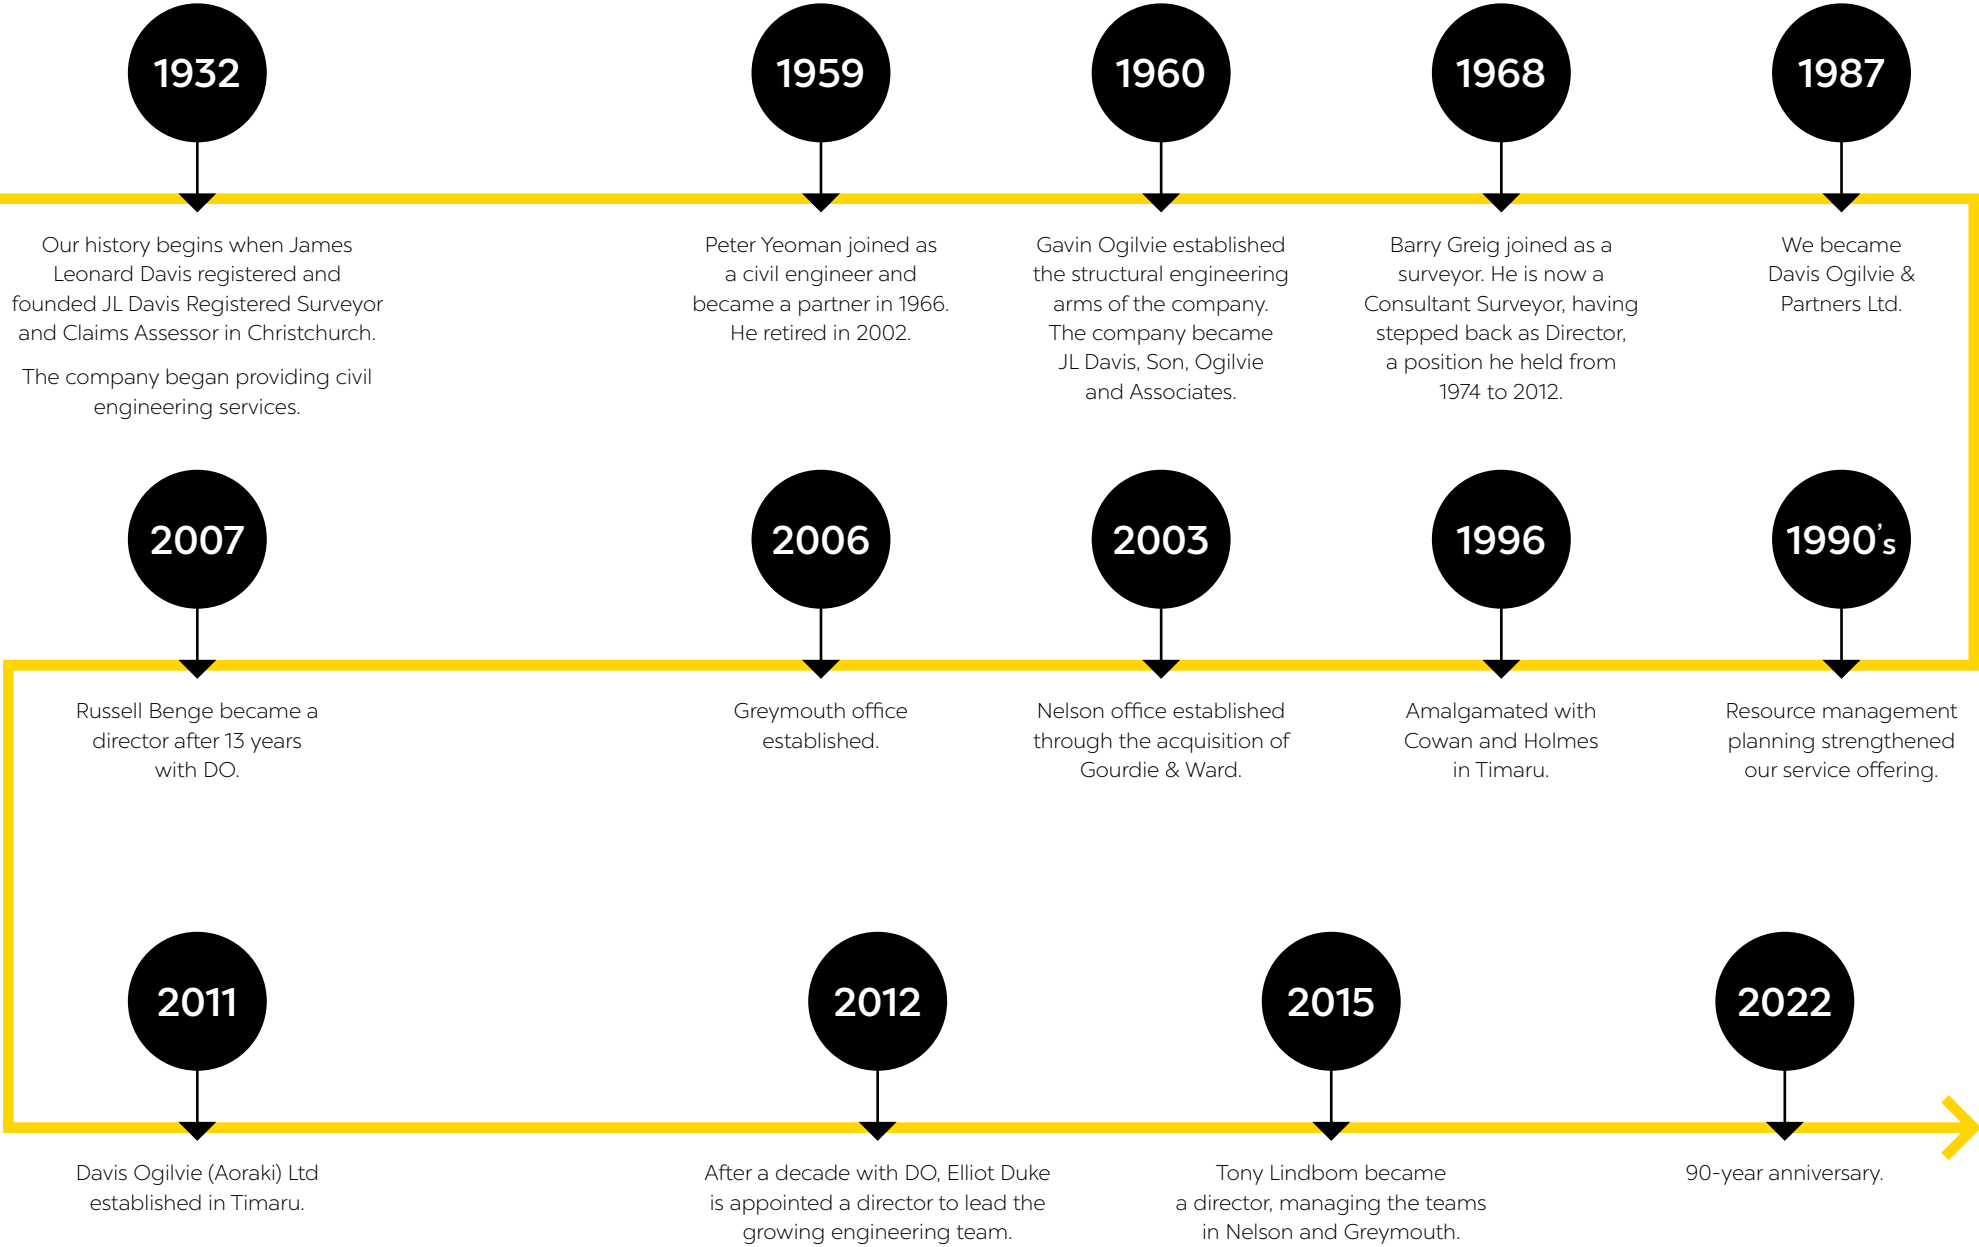 1932
Our history begins when James
Leonard Davis registered and
founded JL Davis Registered Surveyor
and Claims Assessor in Christchurch.
The company began providing civil
engineering services.
1959
Peter Yeoman joined as
a civil engineer and
became a partner in 1966.
He retired in 2002.
1960
Gavin Ogilvie established
the structural engineering
arms of the company.
The company became
JL Davis, Son, Ogilvie
and Associates.
1968
Barry Greig joined as a
surveyor. He is now a
Consultant Surveyor, having
stepped back as Director,
a position he held from
1974 to 2012.
1987
We became
Davis Ogilvie &
Partners Ltd.
1990's
Resource management
planning strengthened
our service offering.
1996
Amalgamated with
Cowan and Holmes
in Timaru.
2003
Nelson office established
through the acquisition of
Gourdie & Ward.
2006
Greymouth office
established.
2007
Russell Benge became a
director after 13 years
with DO.
2011
Davis Ogilvie (Aoraki) Ltd
established in Timaru.
2012
After a decade with DO, Elliot Duke
is appointed a director to lead the
growing engineering team.
2015
Tony Lindbom became
a director, managing the teams
in Nelson and Greymouth.
2022
90-year anniversary.